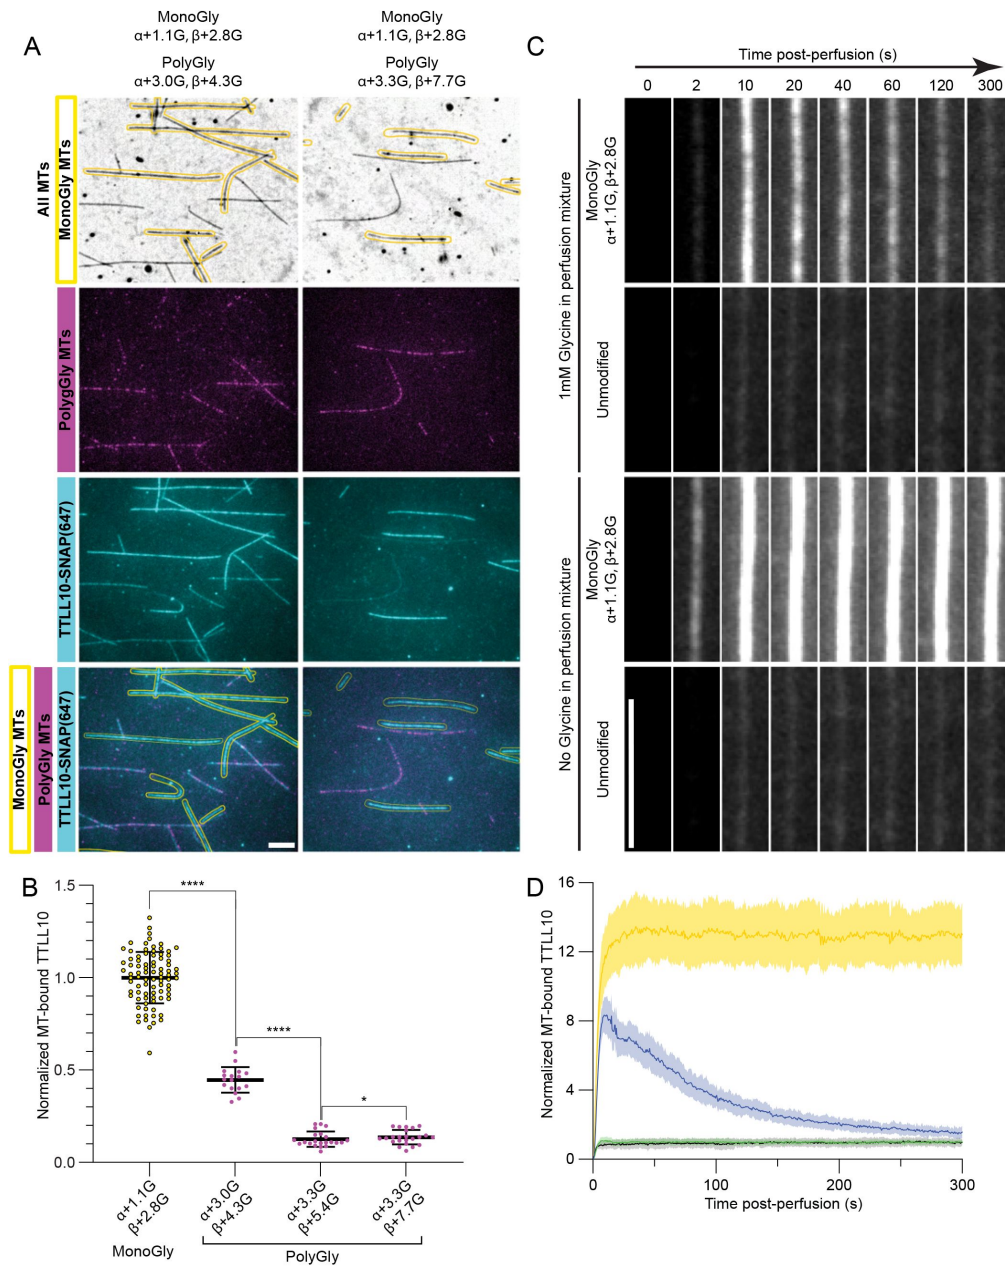 A
MonoGly
α+1.1G, β+2.8G
PolyGly
α+3.0G, β+4.3G
MonoGly
α+1.1G, β+2.8G
PolyGly
α+3.3G, β+7.7G
All MTs
MonoGly MTs
PolygGly MTs
TTLL10-SNAP(647)
MonoGly MTs
PolyGly MTs
TTLL10-SNAP(647)
C
Time post-perfusion (s)
0 2 10 20 40 60 120 300
1mM Glycine in perfusion mixture
MonoGly
α+1.1G, β+2.8G
Unmodified
No Glycine in perfusion mixture
MonoGly
α+1.1G, β+2.8G
Unmodified
B
Normalized MT-bound TTLL10
1.5
1.0
0.5
0.0
****
****
*
α+1.1G
β+2.8G
α+3.0G
β+4.3G
α+3.3G
β+5.4G
α+3.3G
β+7.7G
MonoGly
PolyGly
D
Normalized MT-bound TTLL10
16
12
8
4
0
0 100 200 300
Time post-perfusion (s)